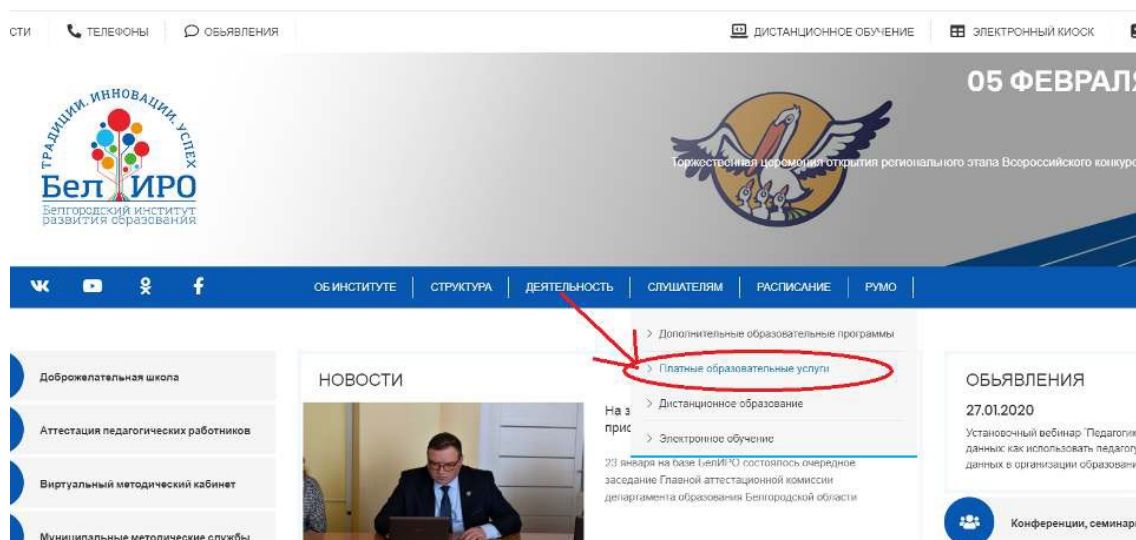 СТИ
ТЕЛЕФОНЫ
ОБЬЯВЛЕНИЯ
ДИСТАНЦИОННОЕ ОБУЧЕНИЕ
ЭЛЕКТРОННЫЙ КИОСК
ТРАДИЦИИ, ИННОВАЦИИ, УСПЕХ
БелИРО
Белгородский институт
развития образования
05 ФЕВРАЛЯ
Торжественная церемония открытия регионального этапа Всероссийского конкурс
ОБ ИНСТИТУТЕ
СТРУКТУРА
ДЕЯТЕЛЬНОСТЬ
СЛУШАТЕЛЯМ
РАСПИСАНИЕ
РУМО
> Дополнительные образовательные программы
> Платные образовательные услуги
> Дистанционное образование
> Электронное обучение
Доброжелательная школа
Аттестация педагогических работников
Виртуальный методический кабинет
Муниципальные методические службы
НОВОСТИ
На з
прис
23 января на базе БелИРО состоялось очередное
заседание Главной аттестационной комиссии
департамента образования Белгородской области
ОБЬЯВЛЕНИЯ
27.01.2020
Установочный вебинар "Педагогик
данных: как использовать педагогу
данных в организации образовани
Конференции, семинары